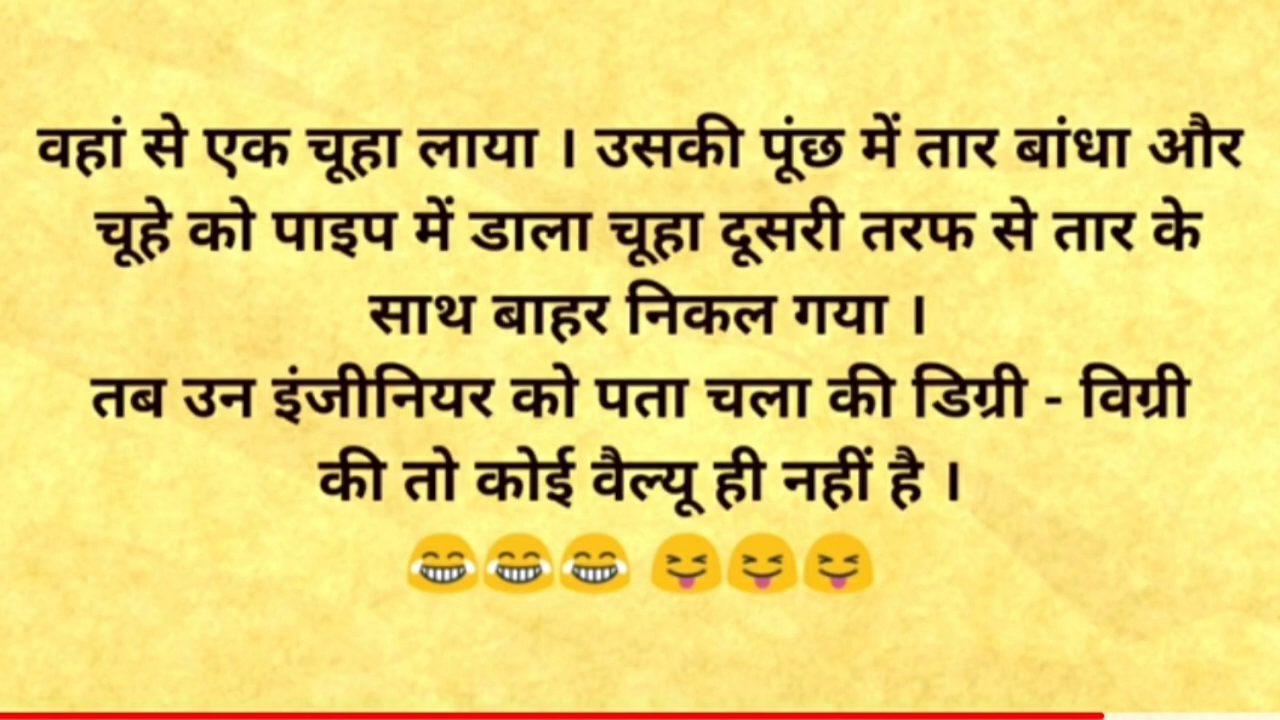 वहां से एक चूहा लाया । उसकी पूंछ में तार बांधा और
चूहे को पाइप में डाला चूहा दूसरी तरफ से तार के
साथ बाहर निकल गया ।
तब उन इंजीनियर को पता चला की डिग्री - विग्री
की तो कोई वैल्यू ही नहीं है ।
😂😂😂 😝😝😝